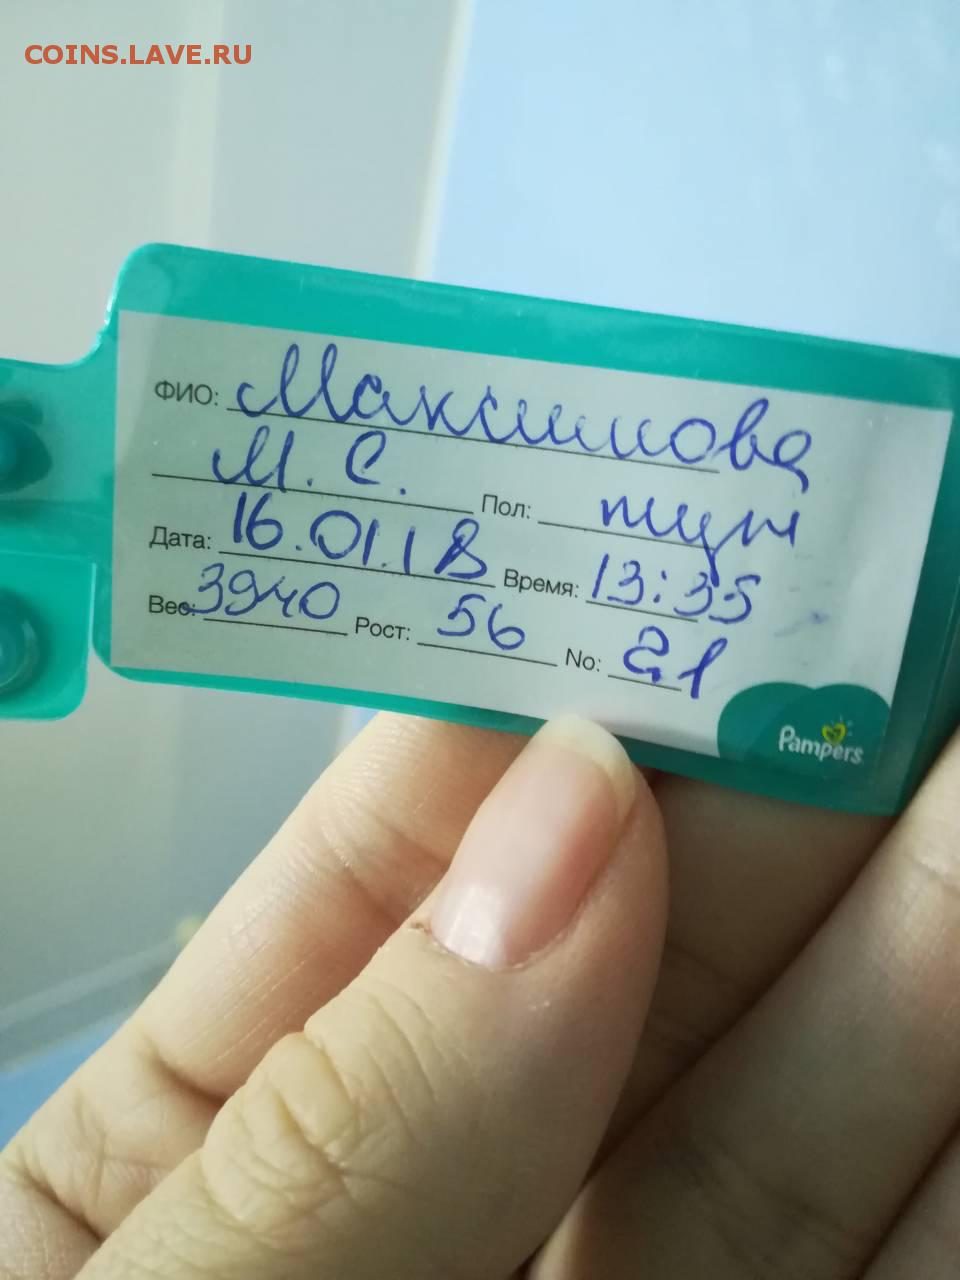 COINS.LAVE.RU
ФИО: Максимова
М. С. Пол: муж
Дата: 16.01.18 Время: 13:35
Вес: 3940 Рост: 56 No: 21
Pampers